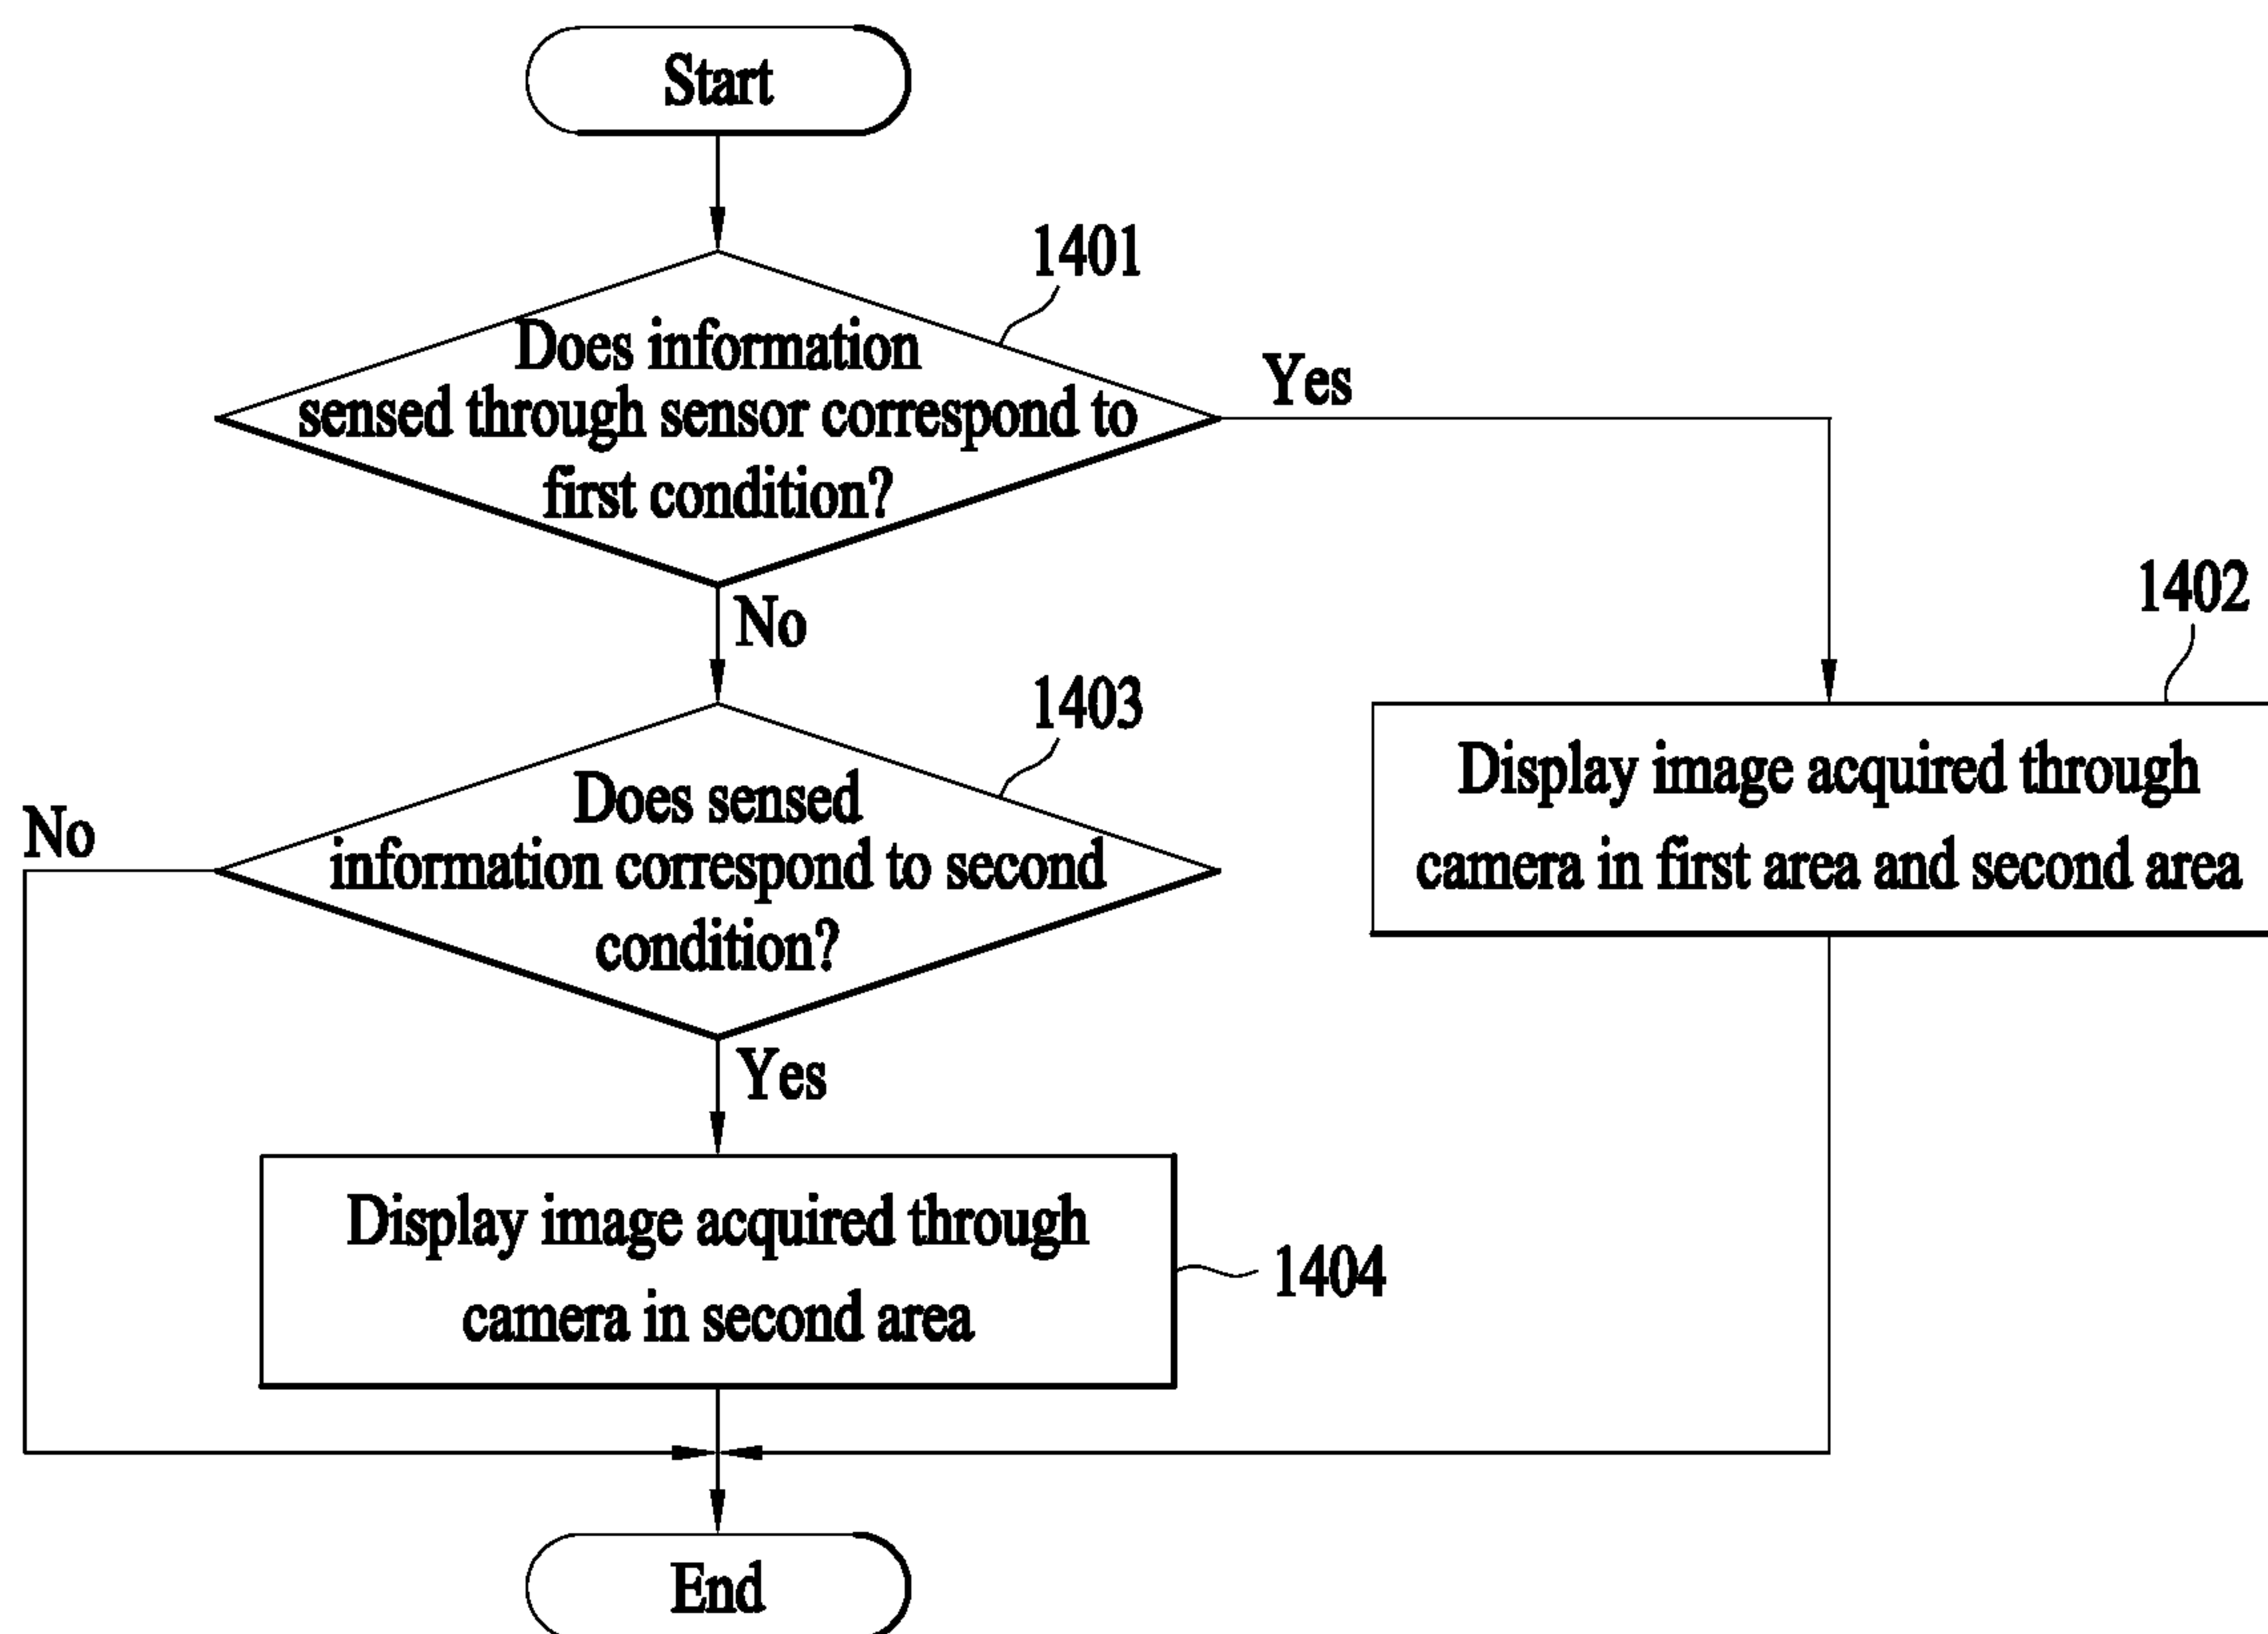 Start
1401
Does information
sensed through sensor correspond to
first condition?
Yes
No
1402
Display image acquired through
camera in first area and second area
1403
Does sensed
information correspond to second
condition?
No
Yes
Display image acquired through
camera in second area
1404
End